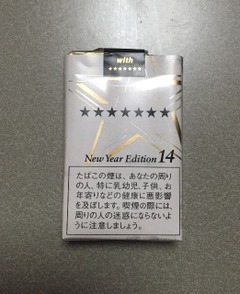 with
★★★★★★★
★★★★★★★
New Year Edition 14
たばこの煙は、あなたの周り
の人、特に乳幼児、子供、お
年寄りなどの健康に悪影響
を及ぼします。喫煙の際には、
周りの人の迷惑にならないよ
うに注意しましょう。